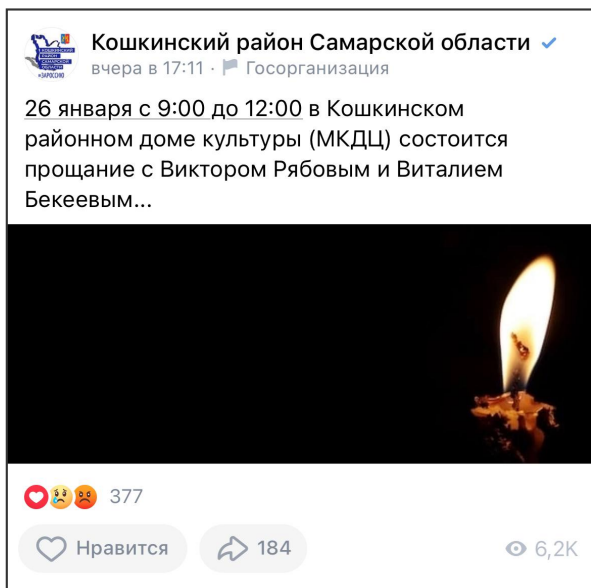 Кошкинский район Самарской области
вчера в 17:11 · Госорганизация
26 января с 9:00 до 12:00 в Кошкинском
районном доме культуры (МКДЦ) состоится
прощание с Виктором Рябовым и Виталием
Бекеевым...
377
Нравится
184
6,2K